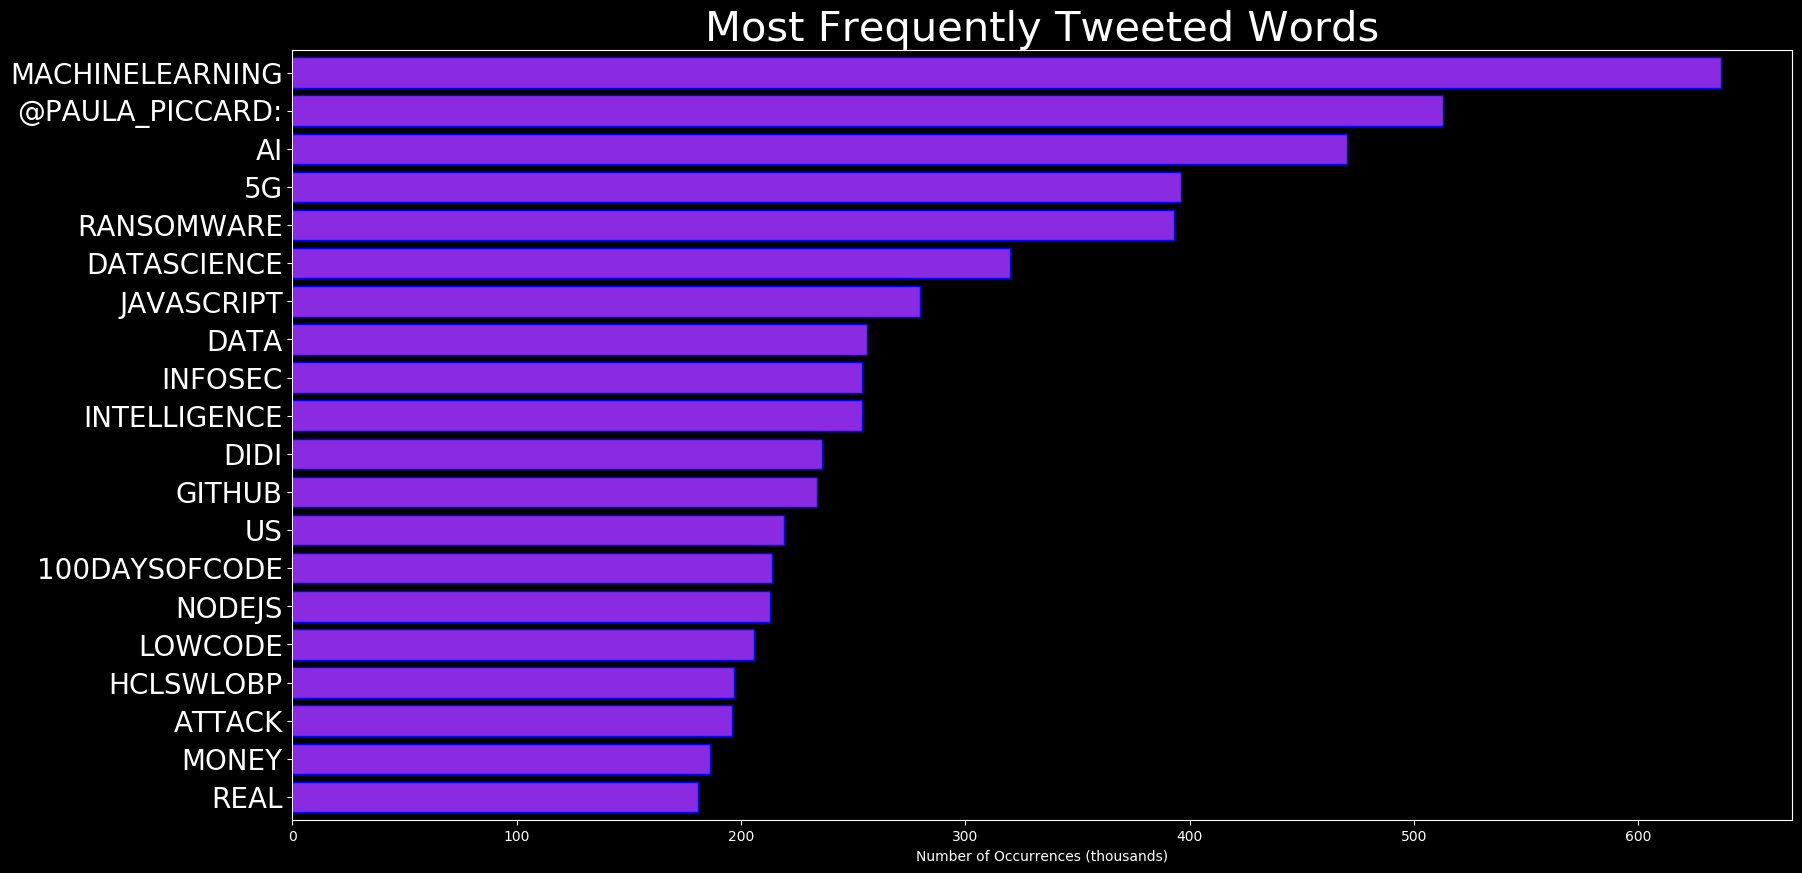 Most Frequently Tweeted Words
MACHINELEARNING
@PAULA_PICCARD:
AI
5G
RANSOMWARE
DATASCIENCE
JAVASCRIPT
DATA
INFOSEC
INTELLIGENCE
DIDI
GITHUB
US
100DAYSOFCODE
NODEJS
LOWCODE
HCLSWLOBP
ATTACK
MONEY
REAL
0 100 200 300 400 500 600
Number of Occurrences (thousands)